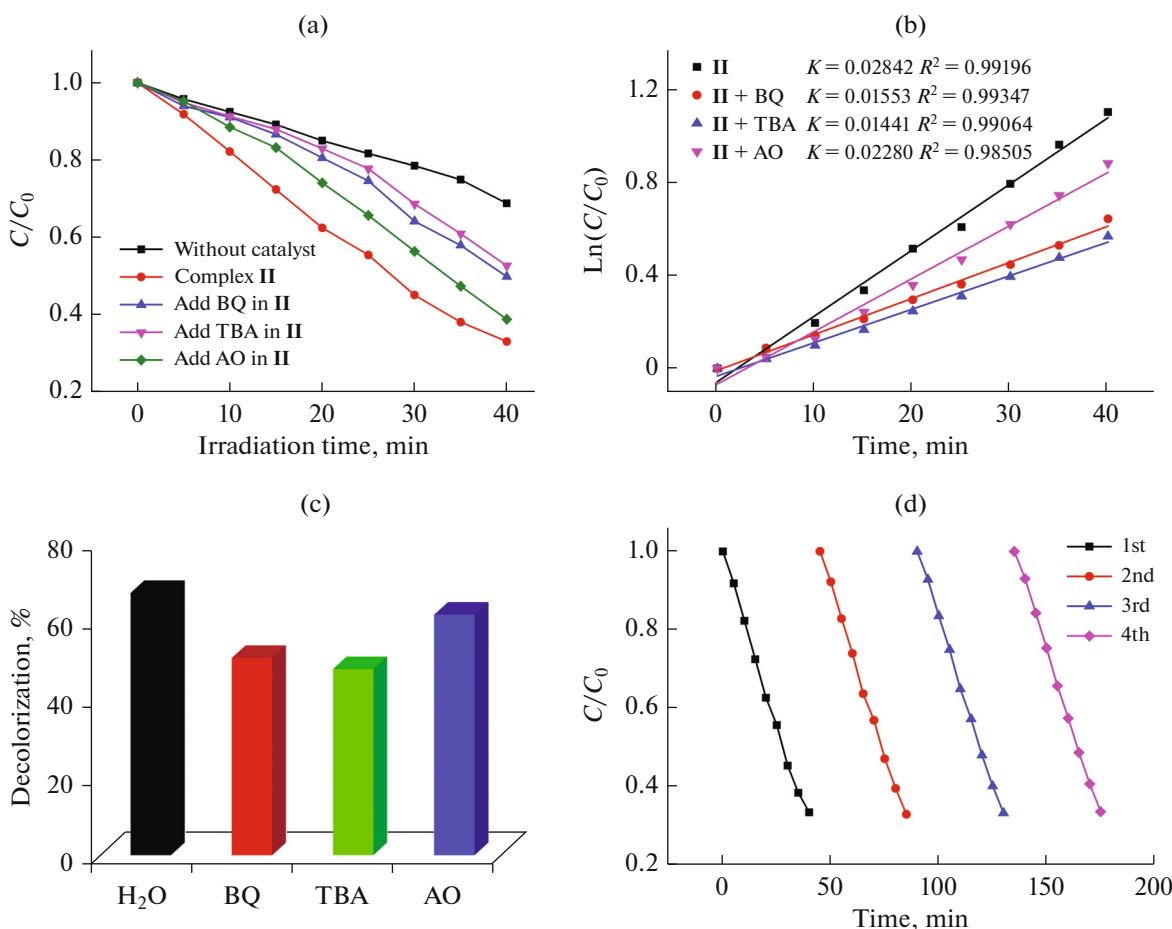 (a)
1.0
0.8
0.6
0.4
0.2
C/C0
Without catalyst
Complex II
Add BQ in II
Add TBA in II
Add AO in II
0 10 20 30 40
Irradiation time, min
(b)
1.2
0.8
0.4
0
Ln(C/C0)
II K = 0.02842 R² = 0.99196
II + BQ K = 0.01553 R² = 0.99347
II + TBA K = 0.01441 R² = 0.99064
II + AO K = 0.02280 R² = 0.98505
0 10 20 30 40
Time, min
(c)
80
60
40
20
0
Decolorization, %
H2O BQ TBA AO
(d)
1.0
0.8
0.6
0.4
0.2
C/C0
1st
2nd
3rd
4th
0 50 100 150 200
Time, min